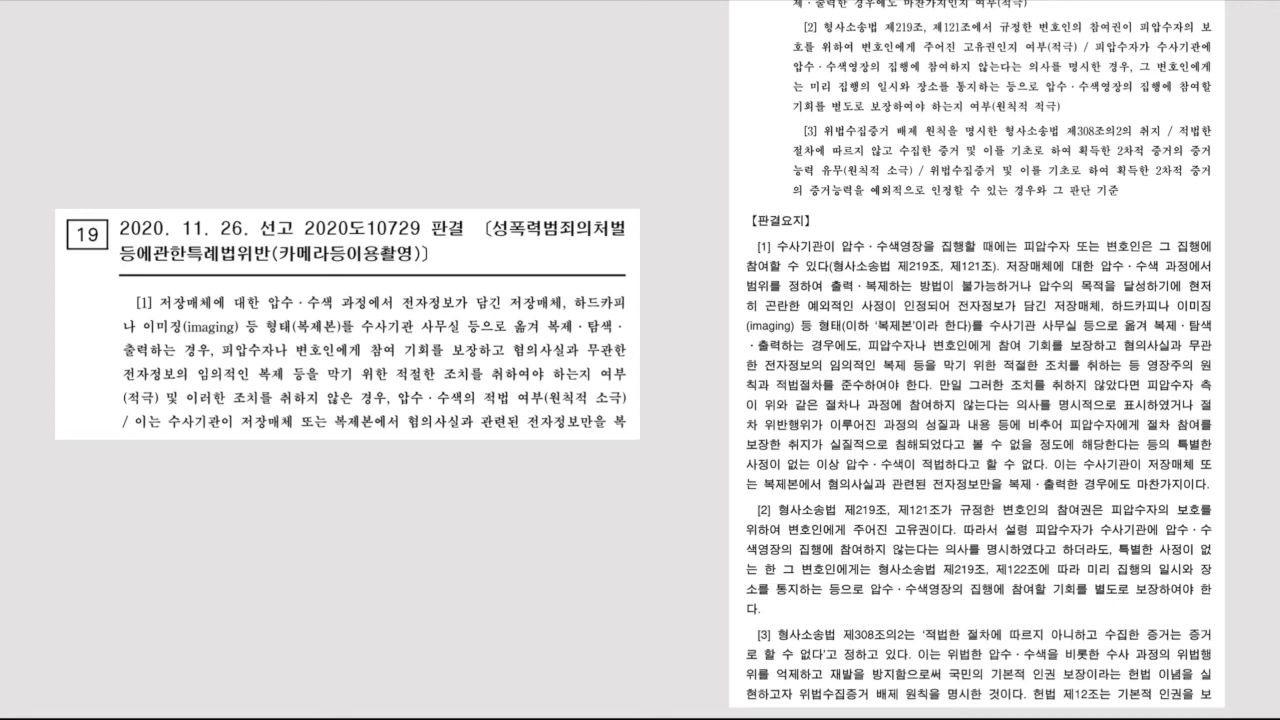 19
2020. 11. 26. 선고 2020도10729 판결 〔성폭력범죄의처벌
등에관한특례법위반(카메라등이용촬영)〕
[1] 저장매체에 대한 압수·수색 과정에서 전자정보가 담긴 저장매체, 하드카피
나 이미징(imaging) 등 형태(복제본)를 수사기관 사무실 등으로 옮겨 복제·탐색·
출력하는 경우, 피압수자나 변호인에게 참여 기회를 보장하고 혐의사실과 무관한
전자정보의 임의적인 복제 등을 막기 위한 적절한 조치를 취하여야 하는지 여부
(적극) 및 이러한 조치를 취하지 않은 경우, 압수·수색의 적법 여부(원칙적 소극)
/ 이는 수사기관이 저장매체 또는 복제본에서 혐의사실과 관련된 전자정보만을 복
제·출력한 경우에도 마찬가지인지 여부(적극)
[2] 형사소송법 제219조, 제121조에서 규정한 변호인의 참여권이 피압수자의 보
호를 위하여 변호인에게 주어진 고유권인지 여부(적극) / 피압수자가 수사기관에
압수·수색영장의 집행에 참여하지 않는다는 의사를 명시한 경우, 그 변호인에게
는 미리 집행의 일시와 장소를 통지하는 등으로 압수·수색영장의 집행에 참여할
기회를 별도로 보장하여야 하는지 여부(원칙적 적극)
[3] 위법수집증거 배제 원칙을 명시한 형사소송법 제308조의2의 취지 / 적법한
절차에 따르지 않고 수집한 증거 및 이를 기초로 하여 획득한 2차적 증거의 증거
능력 유무(원칙적 소극) / 위법수집증거 및 이를 기초로 하여 획득한 2차적 증거
의 증거능력을 예외적으로 인정할 수 있는 경우와 그 판단 기준
【판결요지】
[1] 수사기관이 압수·수색영장을 집행할 때에는 피압수자 또는 변호인은 그 집행에
참여할 수 있다(형사소송법 제219조, 제121조). 저장매체에 대한 압수·수색 과정에서
범위를 정하여 출력·복제하는 방법이 불가능하거나 압수의 목적을 달성하기에 현저
히 곤란한 예외적인 사정이 인정되어 전자정보가 담긴 저장매체, 하드카피나 이미징
(imaging) 등 형태(이하 '복제본'이라 한다)를 수사기관 사무실 등으로 옮겨 복제·탐색
·출력하는 경우에도, 피압수자나 변호인에게 참여 기회를 보장하고 혐의사실과 무관
한 전자정보의 임의적인 복제 등을 막기 위한 적절한 조치를 취하는 등 영장주의 원
칙과 적법절차를 준수하여야 한다. 만일 그러한 조치를 취하지 않았다면 피압수자 측
이 위와 같은 절차나 과정에 참여하지 않는다는 의사를 명시적으로 표시하였거나 절
차 위반행위가 이루어진 과정의 성질과 내용 등에 비추어 피압수자에게 절차 참여를
보장한 취지가 실질적으로 침해되었다고 볼 수 없을 정도에 해당한다는 등의 특별한
사정이 없는 이상 압수·수색이 적법하다고 할 수 없다. 이는 수사기관이 저장매체 또
는 복제본에서 혐의사실과 관련된 전자정보만을 복제·출력한 경우에도 마찬가지이다.
[2] 형사소송법 제219조, 제121조가 규정한 변호인의 참여권은 피압수자의 보호를
위하여 변호인에게 주어진 고유권이다. 따라서 설령 피압수자가 수사기관에 압수·수
색영장의 집행에 참여하지 않는다는 의사를 명시하였다고 하더라도, 특별한 사정이 없
는 한 그 변호인에게는 형사소송법 제219조, 제122조에 따라 미리 집행의 일시와 장
소를 통지하는 등으로 압수·수색영장의 집행에 참여할 기회를 별도로 보장하여야 한
다.
[3] 형사소송법 제308조의2는 '적법한 절차에 따르지 아니하고 수집한 증거는 증거
로 할 수 없다'고 정하고 있다. 이는 위법한 압수·수색을 비롯한 수사 과정의 위법행
위를 억제하고 재발을 방지함으로써 국민의 기본적 인권 보장이라는 헌법 이념을 실
현하고자 위법수집증거 배제 원칙을 명시한 것이다. 헌법 제12조는 기본적 인권을 보